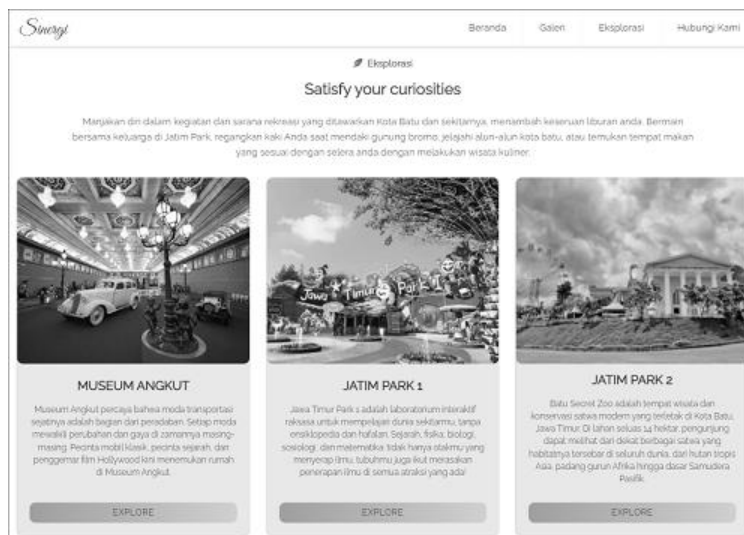 Sinergi
Beranda Galeri Eksplorasi Hubungi Kami
Eksplorasi
Satisfy your curiosities
Manjakan diri dalam kegiatan dan sarana rekreasi yang ditawarkan Kota Batu dan sekitarnya, menambah keseruan liburan anda. Bermain
bersama keluarga di Jatim Park, regangkan kaki Anda saat mendaki gunung bromo, jelajahi alun-alun kota batu, atau temukan tempat makan
yang sesuai dengan selera anda dengan melakukan wisata kuliner.
Jawa Timur Park 1
MUSEUM ANGKUT
Museum Angkut percaya bahwa moda transportasi
sejatinya adalah bagian dari peradaban. Setiap moda
mewakili perubahan dan gaya di zamannya masing-
masing. Pecinta mobil klasik, pecinta sejarah, dan
penggemar film Hollywood kini menemukan rumah
di Museum Angkut.
EXPLORE
JATIM PARK 1
Jawa Timur Park 1 adalah laboratorium interaktif
raksasa untuk mempelajari dunia sekitarmu, tanpa
ensiklopedia dan hafalan. Sejarah, fisika, biologi,
sosiologi, dan matematika: tidak hanya otakmu yang
menyerap ilmu, tubuhmu juga ikut merasakan
penerapan ilmu di semua atraksi yang ada!
EXPLORE
JATIM PARK 2
Batu Secret Zoo adalah tempat wisata dan
konservasi satwa modern yang terletak di Kota Batu,
Jawa Timur. Di lahan seluas 14 hektar, pengunjung
dapat melihat dari dekat berbagai satwa yang
habitatnya tersebar di seluruh dunia, dari hutan tropis
Asia, padang gurun Afrika hingga dasar Samudera
Pasifik.
EXPLORE